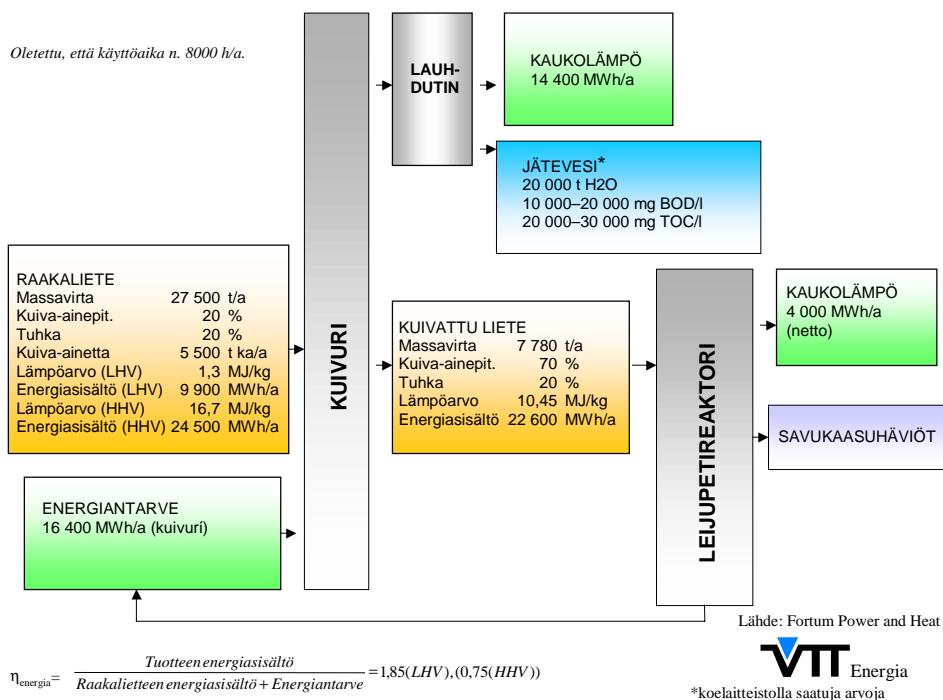 Oletettu, että käyttöaika n. 8000 h/a.
LAUH-
DUTIN
KAUKOLÄMPÖ
14 400 MWh/a
JÄTEVESI*
20 000 t H2O
10 000–20 000 mg BOD/l
20 000–30 000 mg TOC/l
RAAKALIETE
Massavirta 27 500 t/a
Kuiva-ainepit. 20 %
Tuhka 20 %
Kuiva-ainetta 5 500 t ka/a
Lämpöarvo (LHV) 1,3 MJ/kg
Energiasisältö (LHV) 9 900 MWh/a
Lämpöarvo (HHV) 16,7 MJ/kg
Energiasisältö (HHV) 24 500 MWh/a
KUIVURI
KUIVATTU LIETE
Massavirta 7 780 t/a
Kuiva-ainepit. 70 %
Tuhka 20 %
Lämpöarvo 10,45 MJ/kg
Energiasisältö 22 600 MWh/a
LEIJUPETIREAKTORI
KAUKOLÄMPÖ
4 000 MWh/a
(netto)
SAVUKAASUHÄVIÖT
ENERGIANTARVE
16 400 MWh/a (kuivuri)
Lähde: Fortum Power and Heat
VTT Energia
*koelaitteistolla saatuja arvoja
ηenergia= Tuotteen energiasisältö / Raakalietteen energiasisältö + Energiantarve =1,85(LHV),(0,75(HHV))